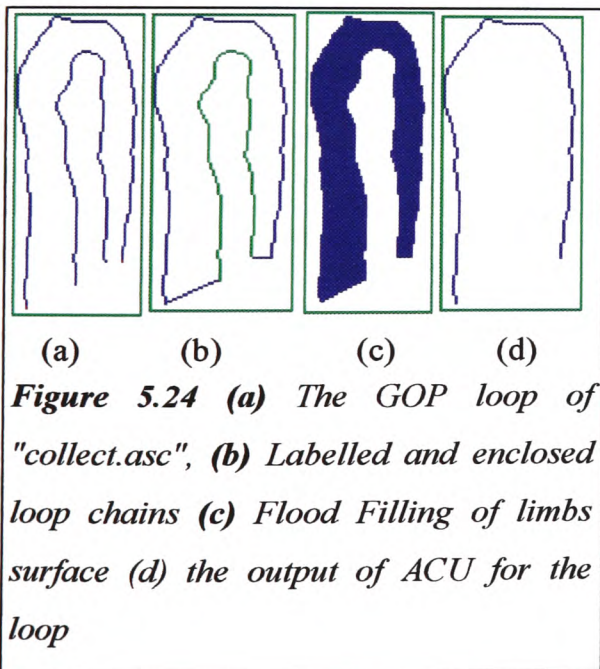 (a) (b) (c) (d)
Figure 5.24 (a) The GOP loop of
"collect.asc", (b) Labelled and enclosed
loop chains (c) Flood Filling of limbs
surface (d) the output of ACU for the
loop